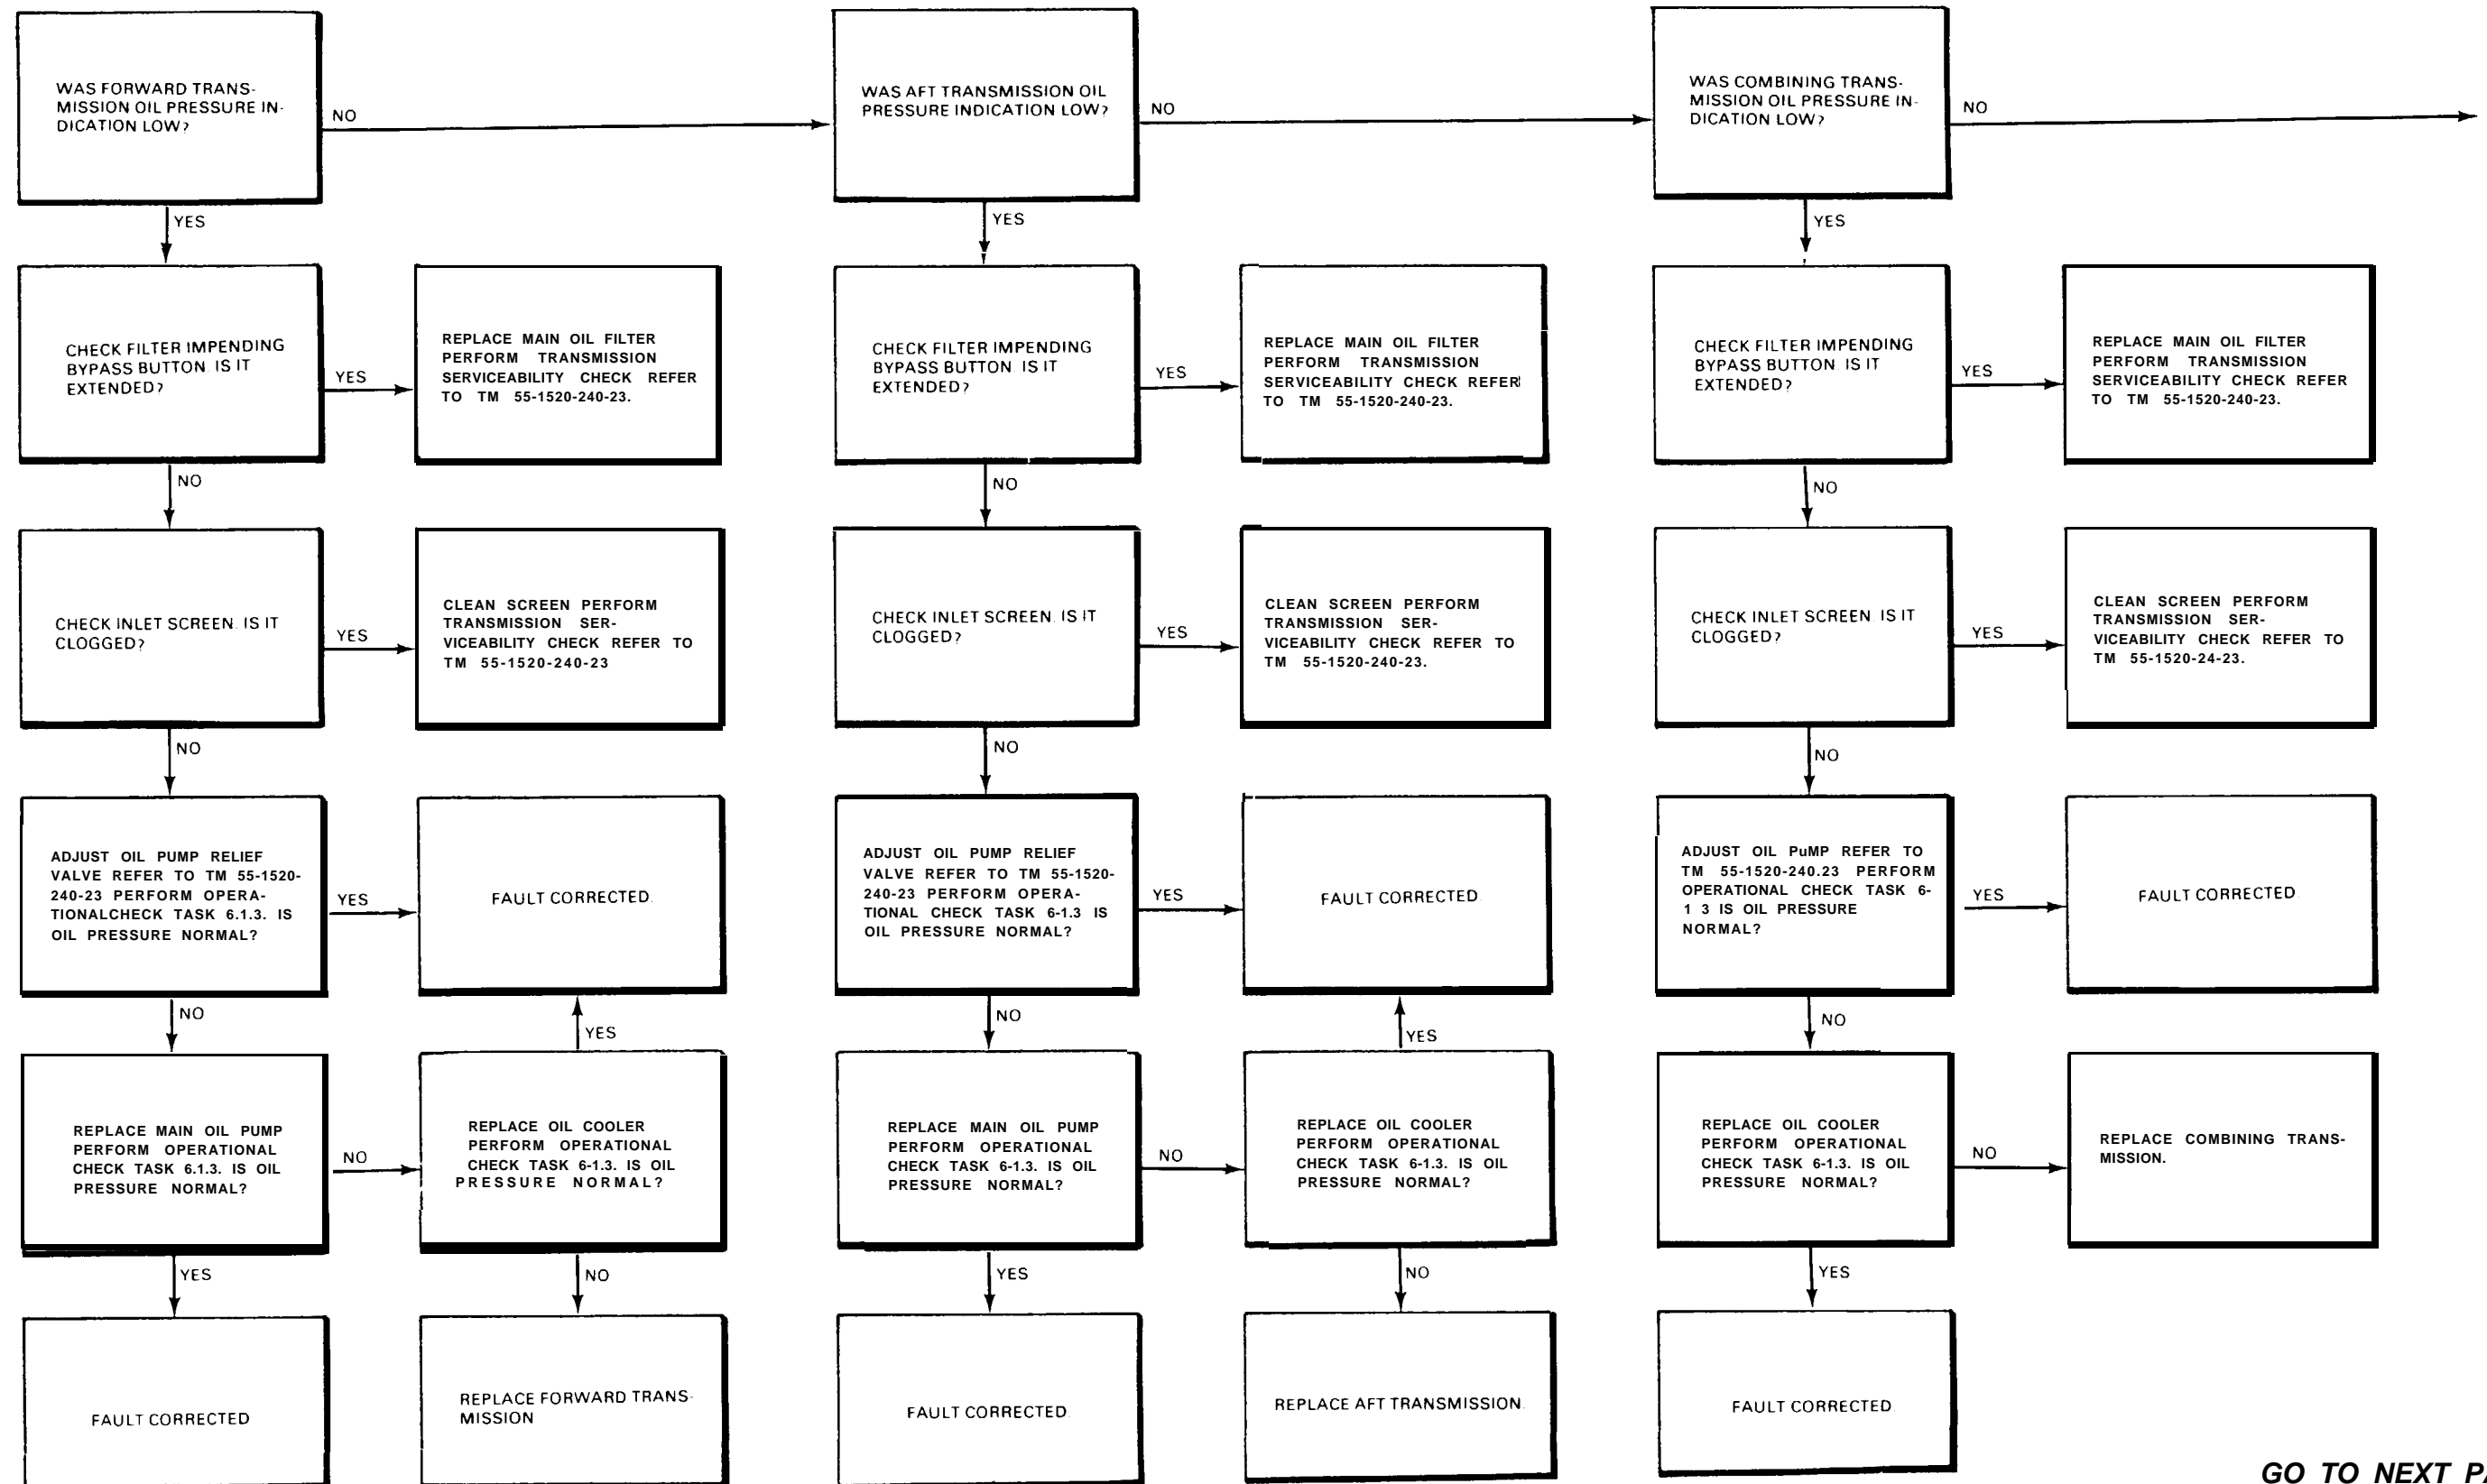 WAS FORWARD TRANS-
MISSION OIL PRESSURE IN-
DICATION LOW?
NO
WAS AFT TRANSMISSION OIL
PRESSURE INDICATION LOW?
NO
WAS COMBINING TRANS-
MISSION OIL PRESSURE IN-
DICATION LOW?
NO
YES
YES
YES
CHECK FILTER IMPENDING
BYPASS BUTTON. IS IT
EXTENDED?
YES
REPLACE MAIN OIL FILTER
PERFORM TRANSMISSION
SERVICEABILITY CHECK REFER
TO TM 55-1520-240-23.
CHECK FILTER IMPENDING
BYPASS BUTTON. IS IT
EXTENDED?
YES
REPLACE MAIN OIL FILTER
PERFORM TRANSMISSION
SERVICEABILITY CHECK REFER
TO TM 55-1520-240-23.
CHECK FILTER IMPENDING
BYPASS BUTTON. IS IT
EXTENDED?
YES
REPLACE MAIN OIL FILTER
PERFORM TRANSMISSION
SERVICEABILITY CHECK REFER
TO TM 55-1520-240-23.
NO
NO
NO
CHECK INLET SCREEN. IS IT
CLOGGED?
YES
CLEAN SCREEN PERFORM
TRANSMISSION SER-
VICEABILITY CHECK REFER TO
TM 55-1520-240-23
CHECK INLET SCREEN. IS IT
CLOGGED?
YES
CLEAN SCREEN PERFORM
TRANSMISSION SER-
VICEABILITY CHECK REFER TO
TM 55-1520-240-23.
CHECK INLET SCREEN. IS IT
CLOGGED?
YES
CLEAN SCREEN PERFORM
TRANSMISSION SER-
VICEABILITY CHECK REFER TO
TM 55-1520-24-23.
NO
NO
NO
ADJUST OIL PUMP RELIEF
VALVE REFER TO TM 55-1520-
240-23 PERFORM OPERA-
TIONALCHECK TASK 6.1.3. IS
OIL PRESSURE NORMAL?
YES
FAULT CORRECTED.
ADJUST OIL PUMP RELIEF
VALVE REFER TO TM 55-1520-
240-23 PERFORM OPERA-
TIONAL CHECK TASK 6-1.3 IS
OIL PRESSURE NORMAL?
YES
FAULT CORRECTED.
ADJUST OIL PuMP REFER TO
TM 55-1520-240.23 PERFORM
OPERATIONAL CHECK TASK 6-
1 3 IS OIL PRESSURE
NORMAL?
YES
FAULT CORRECTED.
NO
YES
NO
YES
NO
REPLACE MAIN OIL PUMP
PERFORM OPERATIONAL
CHECK TASK 6.1.3. IS OIL
PRESSURE NORMAL?
NO
REPLACE OIL COOLER
PERFORM OPERATIONAL
CHECK TASK 6-1.3. IS OIL
PRESSURE NORMAL?
REPLACE MAIN OIL PUMP
PERFORM OPERATIONAL
CHECK TASK 6-1.3. IS OIL
PRESSURE NORMAL?
NO
REPLACE OIL COOLER
PERFORM OPERATIONAL
CHECK TASK 6-1.3. IS OIL
PRESSURE NORMAL?
REPLACE OIL COOLER
PERFORM OPERATIONAL
CHECK TASK 6-1.3. IS OIL
PRESSURE NORMAL?
NO
REPLACE COMBINING TRANS-
MISSION.
YES
NO
YES
NO
YES
FAULT CORRECTED
REPLACE FORWARD TRANS-
MISSION
FAULT CORRECTED.
REPLACE AFT TRANSMISSION.
FAULT CORRECTED
GO TO NEXT PA